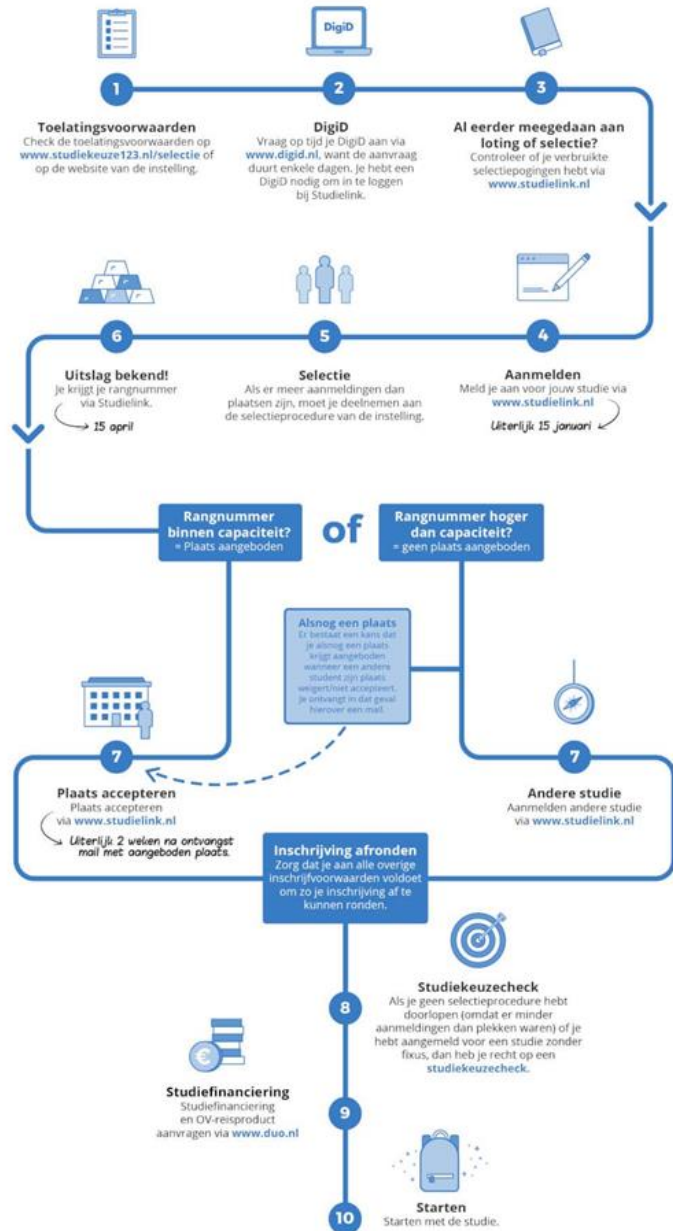 DigiD
1
2
3
Toelatingsvoorwaarden
Check de toelatingsvoorwaarden op
www.studiekeuze123.nl/selectie of
op de website van de instelling.
DigiD
Vraag op tijd je DigiD aan via
www.digid.nl, want de aanvraag
duurt enkele dagen. Je hebt een
DigiD nodig om in te loggen
bij Studielink.
Al eerder meegedaan aan
loting of selectie?
Controleer of je verbruikte
selectiepogingen hebt via
www.studielink.nl
6
5
4
Uitslag bekend!
Je krijgt je rangnummer
via Studielink.
15 april
Selectie
Als er meer aanmeldingen dan
plaatsen zijn, moet je deelnemen aan
de selectieprocedure van de instelling.
Aanmelden
Meld je aan voor jouw studie via
www.studielink.nl
Uiterlijk 15 januari
Rangnummer
binnen capaciteit?
= Plaats aangeboden
of
Rangnummer hoger
dan capaciteit?
= geen plaats aangeboden
Alsnog een plaats
Er bestaat een kans dat
je alsnog een plaats
krijgt aangeboden
wanneer een andere
student zijn plaats
weigert/niet accepteert.
Je ontvangt in dat geval
hierover een mail.
7
7
Plaats accepteren
Plaats accepteren
via www.studielink.nl
Uiterlijk 2 weken na ontvangst
mail met aangeboden plaats.
Andere studie
Aanmelden andere studie
via www.studielink.nl
Inschrijving afronden
Zorg dat je aan alle overige
inschrijfvoorwaarden voldoet
om zo je inschrijving af te
kunnen ronden.
8
Studiekeuzecheck
Als je geen selectieprocedure hebt
doorlopen (omdat er minder
aanmeldingen dan plekken waren) of je
hebt aangemeld voor een studie zonder
fixus, dan heb je recht op een
studiekeuzecheck.
€
Studiefinanciering
Studiefinanciering
en OV-reisproduct
aanvragen via www.duo.nl
9
10
Starten
Starten met de studie.